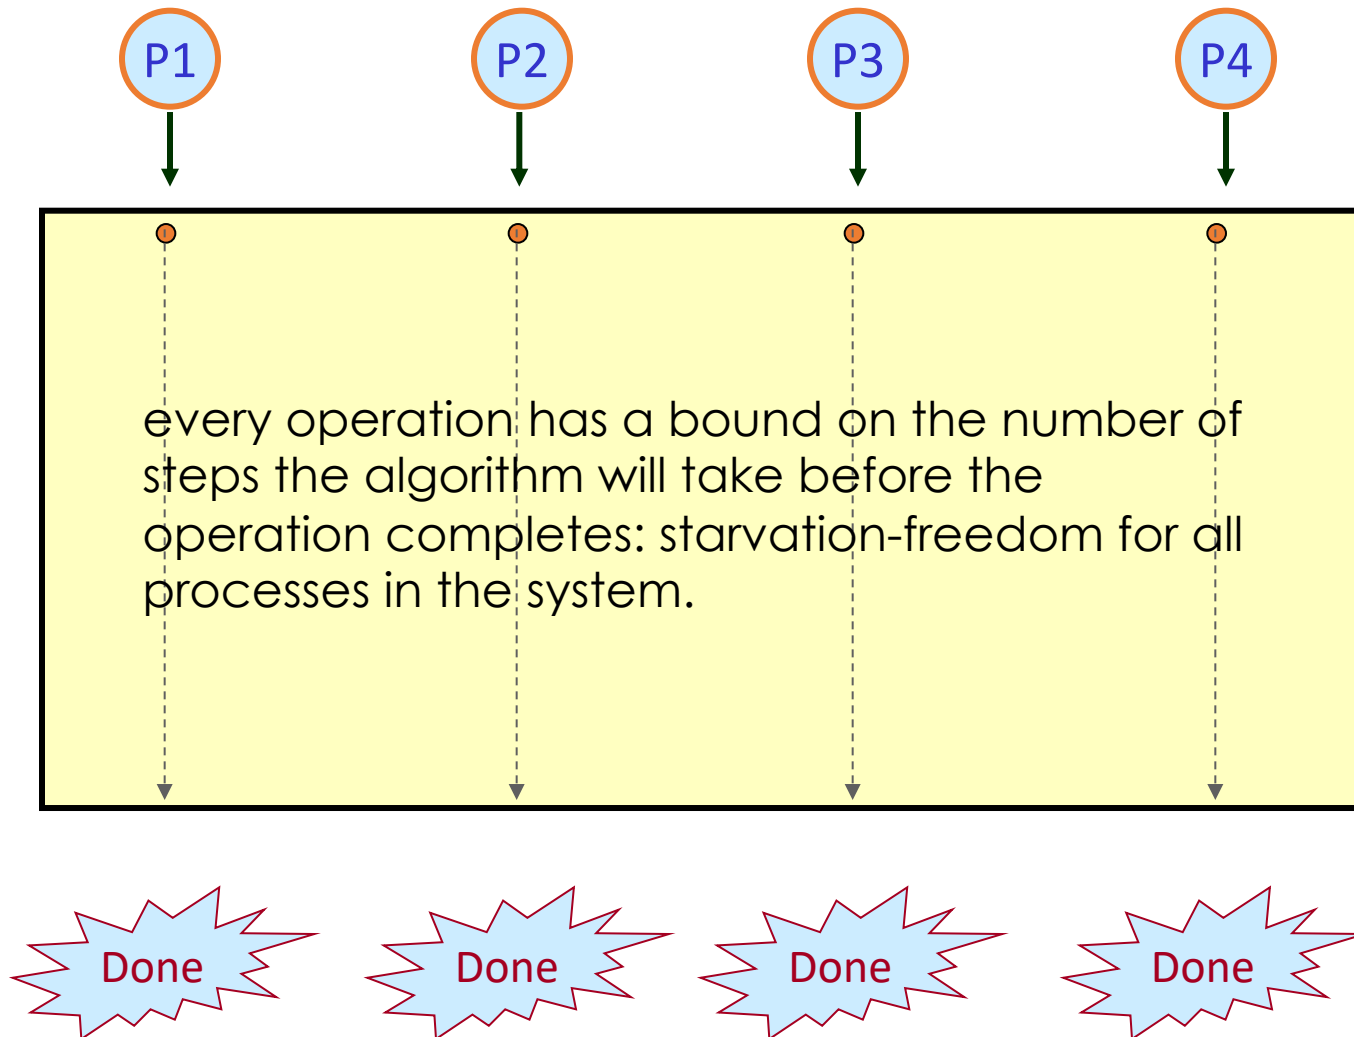 P1 P2 P3 P4
every operation has a bound on the number of
steps the algorithm will take before the
operation completes: starvation-freedom for all
processes in the system.
Done Done Done Done